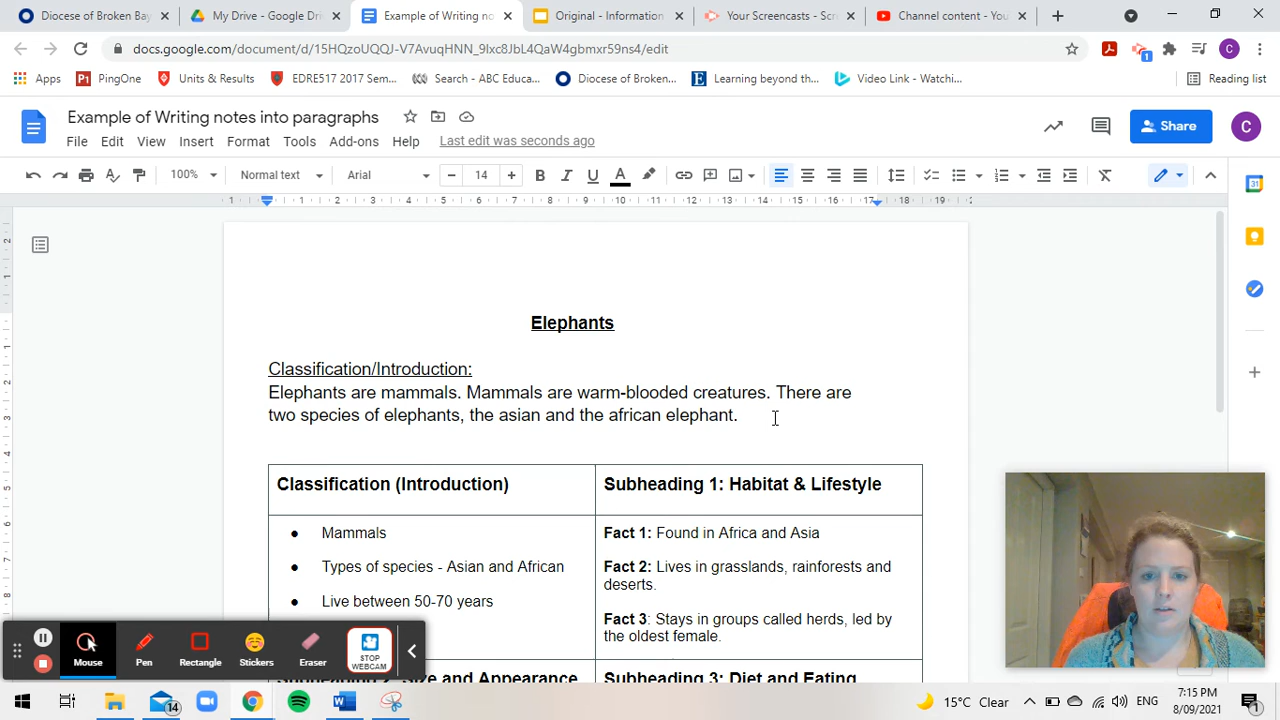 Diocese of Broken Bay
My Drive - Google Dri
Example of Writing no
Original - Information
Your Screencasts - Scr
Channel content - You
docs.google.com/document/d/15HQzoUQQJ-V7AvuqHNN_9lxc8JbL4QaW4gbmxr59ns4/edit
Apps
PingOne
Units & Results
EDRE517 2017 Sem...
Search - ABC Educa...
Diocese of Broken...
Learning beyond th...
Video Link - Watchi...
Reading list
Example of Writing notes into paragraphs
File Edit View Insert Format Tools Add-ons Help Last edit was seconds ago
Share
C
100% Normal text Arial 14
Elephants
Classification/Introduction:
Elephants are mammals. Mammals are warm-blooded creatures. There are
two species of elephants, the asian and the african elephant.
Classification (Introduction)
Mammals
Types of species - Asian and African
Live between 50-70 years
Subheading 1: Habitat & Lifestyle
Fact 1: Found in Africa and Asia
Fact 2: Lives in grasslands, rainforests and
deserts.
Fact 3: Stays in groups called herds, led by
the oldest female.
Subheading 3: Diet and Eating
Mouse Pen Rectangle Stickers Eraser STOP WEBCAM
14
15°C Clear
ENG
7:15 PM
8/09/2021